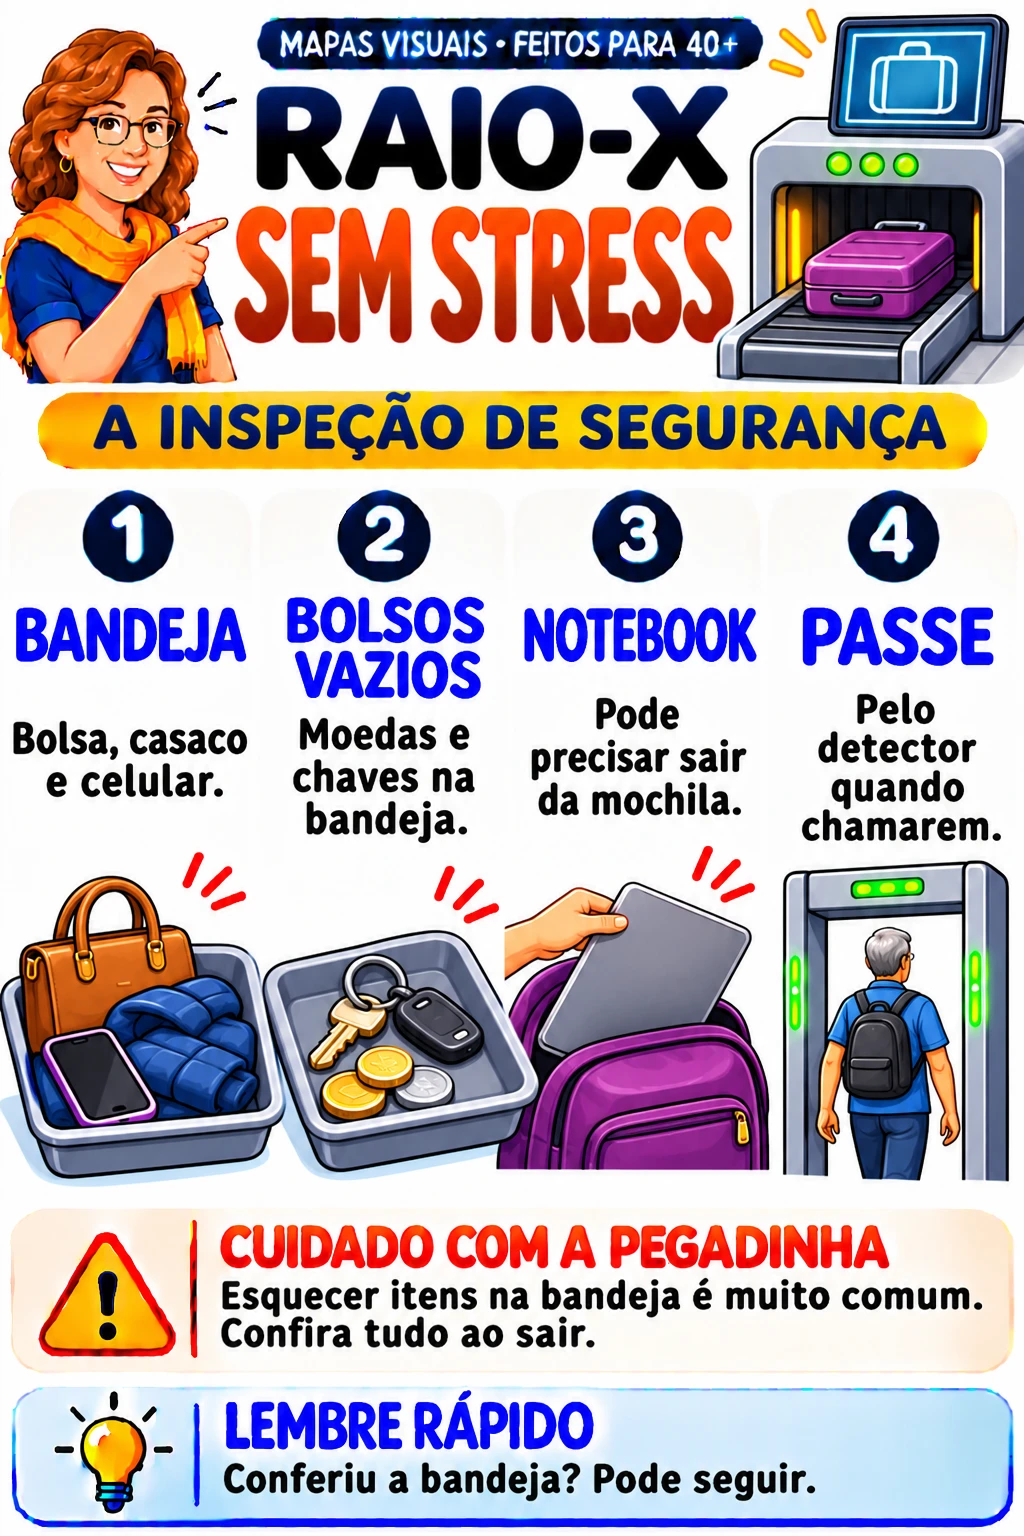 MAPAS VISUAIS • FEITOS PARA 40+
RAIO-X
SEM STRESS
A INSPEÇÃO DE SEGURANÇA
1
BANDEJA
Bolsa, casaco
e celular.
2
BOLSOS
VAZIOS
Moedas e
chaves na
bandeja.
3
NOTEBOOK
Pode
precisar sair
da mochila.
4
PASSE
Pelo
detector
quando
chamarem.
CUIDADO COM A PEGADINHA
Esquecer itens na bandeja é muito comum.
Confira tudo ao sair.
LEMBRE RÁPIDO
Conferiu a bandeja? Pode seguir.